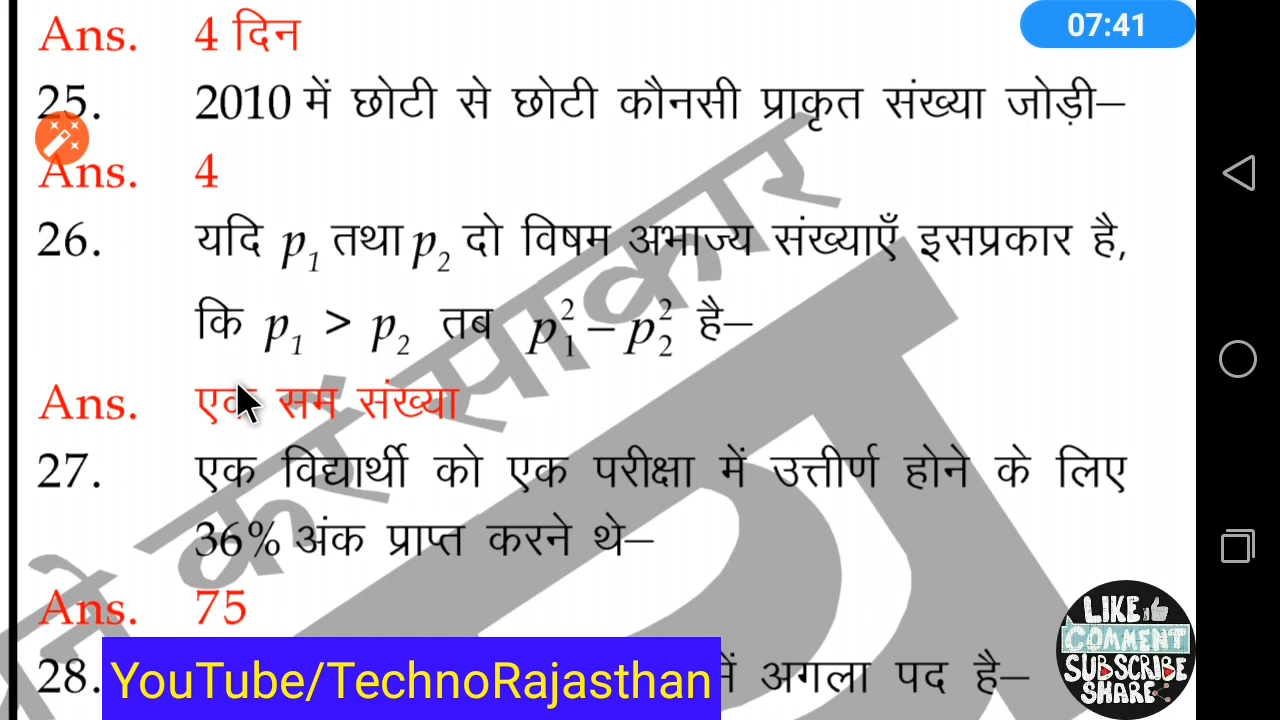 Ans. 4 दिन
07:41
25. 2010 में छोटी से छोटी कौनसी प्राकृत संख्या जोड़ी–
Ans. 4
26. यदि p₁ तथा p₂ दो विषम अभाज्य संख्याएँ इसप्रकार है,
कि p₁ > p₂ तब p₁² – p₂² है–
Ans. एक सम संख्या
27. एक विद्यार्थी को एक परीक्षा में उत्तीर्ण होने के लिए
36% अंक प्राप्त करने थे–
Ans. 75
28. में अगला पद है–
YouTube/TechnoRajasthan
LIKE
COMMENT
SUBSCRIBE
SHARE
करें साकार